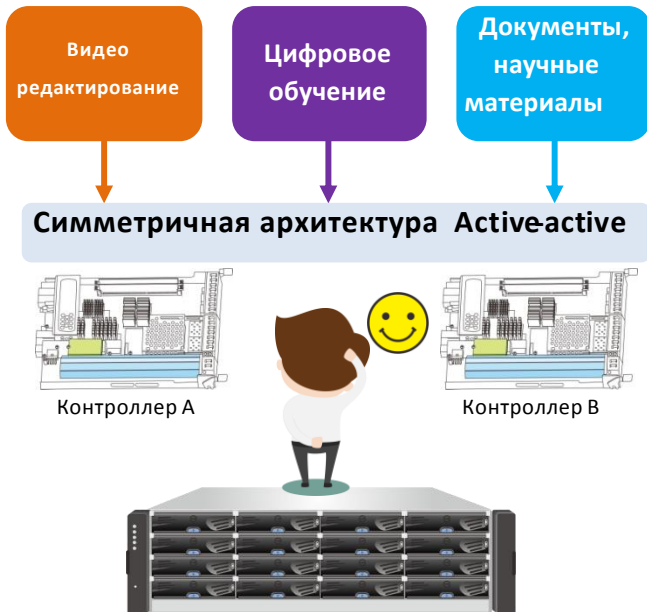 Видео
редактирование
Цифровое
обучение
Документы,
научные
материалы
Симметричная архитектура Active-active
Контроллер А
Контроллер В